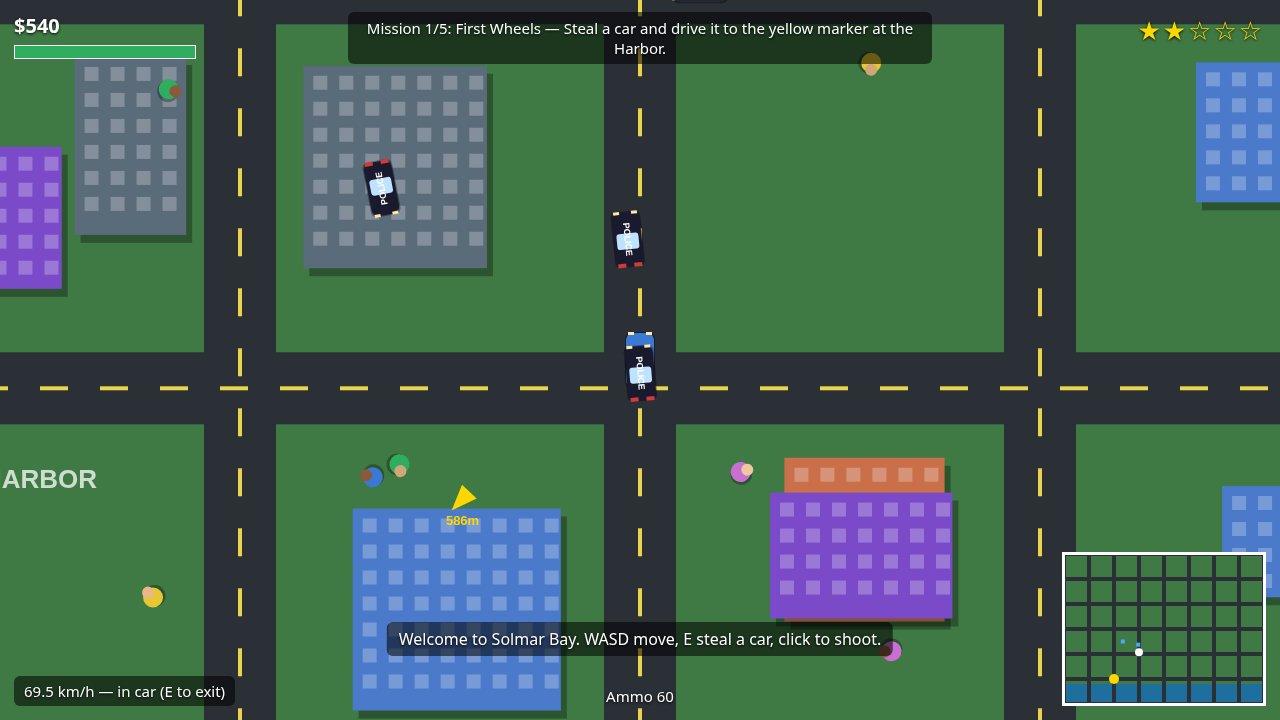 $540
Mission 1/5: First Wheels — Steal a car and drive it to the yellow marker at the
Harbor.
★★☆☆☆
POLICE
POLICE
POLICE
ARBOR
586m
Welcome to Solmar Bay. WASD move, E steal a car, click to shoot.
69.5 km/h — in car (E to exit)
Ammo 60